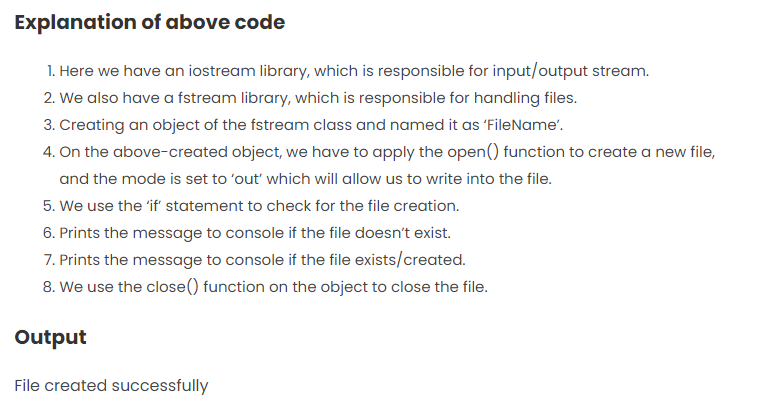 Explanation of above code
1. Here we have an iostream library, which is responsible for input/output stream.
2. We also have a fstream library, which is responsible for handling files.
3. Creating an object of the fstream class and named it as ‘FileName’.
4. On the above-created object, we have to apply the open() function to create a new file,
and the mode is set to ‘out’ which will allow us to write into the file.
5. We use the ‘if’ statement to check for the file creation.
6. Prints the message to console if the file doesn’t exist.
7. Prints the message to console if the file exists/created.
8. We use the close() function on the object to close the file.
Output
File created successfully